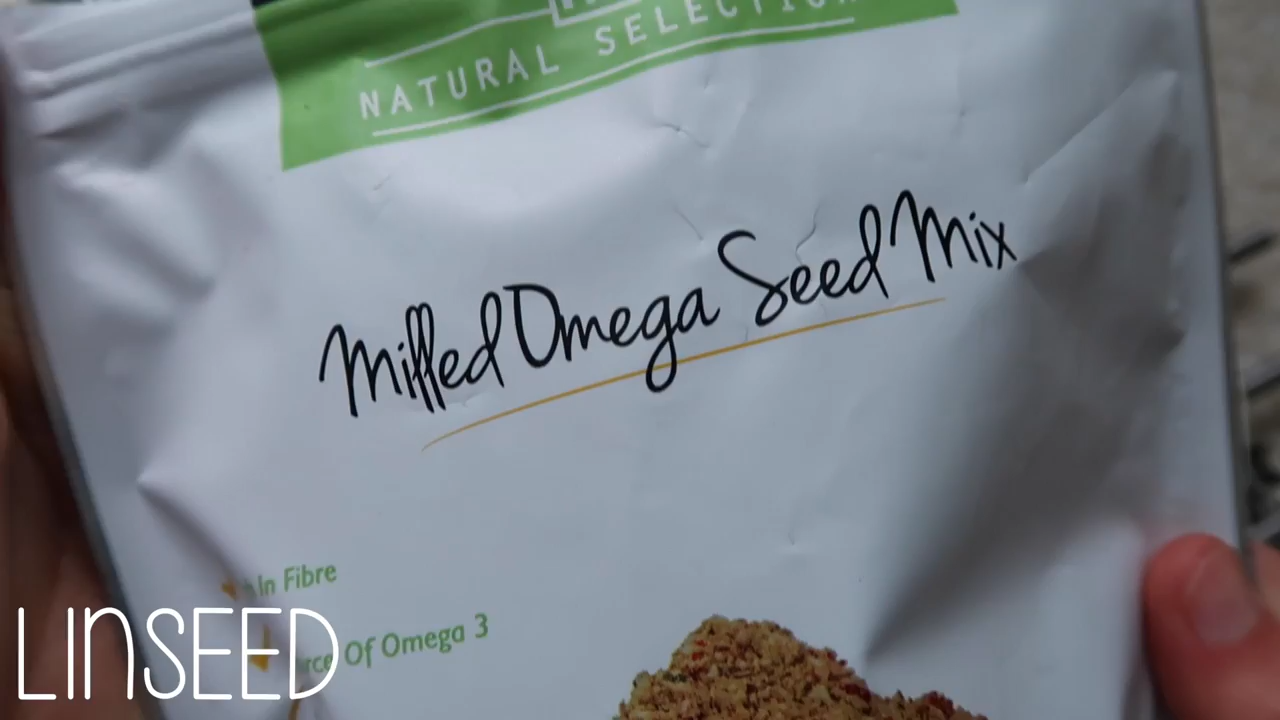 NATURAL SELECTION
Milled Omega Seed Mix
In Fibre
Of Omega 3
LINSEED